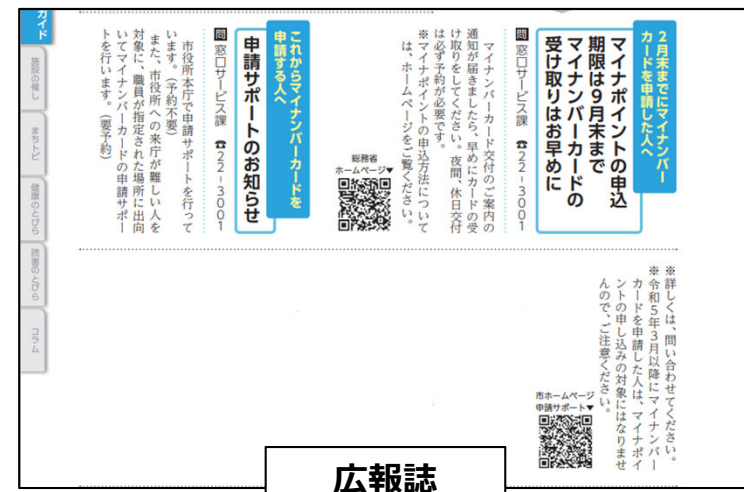 2月末までにマイナンバー
カードを申請した人へ
マイナポイントの申込
期限は9月末まで
マイナンバーカードの
受け取りはお早めに
問 窓口サービス課 ☎22-3001
マイナンバーカード交付のご案内の
通知が届きましたら、早めにカードの受
け取りをしてください。夜間、休日交付
は必ず予約が必要です。
※マイナポイントの申込方法について
は、ホームページをご覧ください。
総務省
ホームページ▼
これからマイナンバーカードを
申請する人へ
申請サポートのお知らせ
問 窓口サービス課 ☎22-3001
市役所本庁で申請サポートを行って
います。(予約不要)
また、市役所への来庁が難しい人を
対象に、職員が指定された場所に出向
いてマイナンバーカードの申請サポー
トを行います。(要予約)
※詳しくは、問い合わせてください。
※令和5年3月以降にマイナンバー
カードを申請した人は、マイナポイ
ントの申し込みの対象にはなりませ
んので、ご注意ください。
市ホームページ
申請サポート▼
ガイド
施設の催し
まちトピ
健康のとびら
読書のとびら
コラム
広報誌